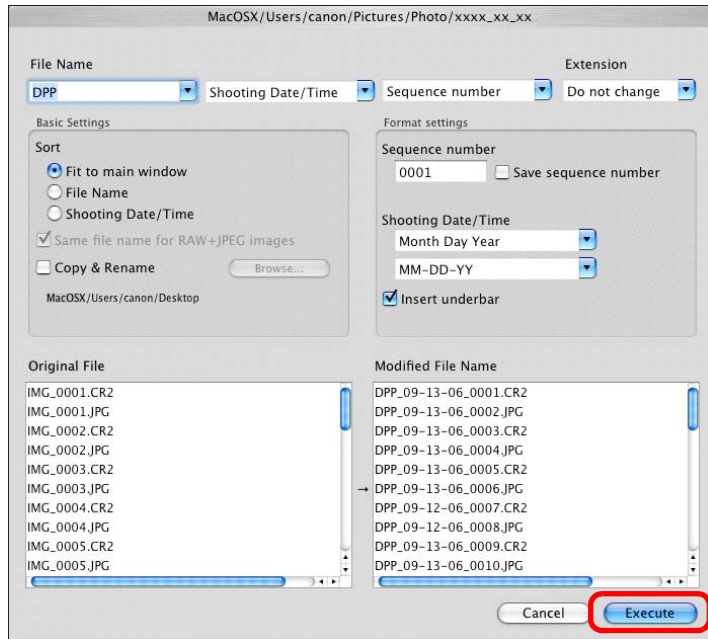 MacOSX/Users/canon/Pictures/Photo/xxxx_xx_xx
File Name
Extension
DPP
Shooting Date/Time
Sequence number
Do not change
Basic Settings
Sort
Fit to main window
File Name
Shooting Date/Time
Same file name for RAW+JPEG images
Copy & Rename
Browse...
MacOSX/Users/canon/Desktop
Format settings
Sequence number
0001
Save sequence number
Shooting Date/Time
Month Day Year
MM-DD-YY
Insert underbar
Original File
IMG_0001.CR2
IMG_0001.JPG
IMG_0002.CR2
IMG_0002.JPG
IMG_0003.CR2
IMG_0003.JPG
IMG_0004.CR2
IMG_0004.JPG
IMG_0005.CR2
IMG_0005.JPG
→
Modified File Name
DPP_09-13-06_0001.CR2
DPP_09-13-06_0002.JPG
DPP_09-13-06_0003.CR2
DPP_09-13-06_0004.JPG
DPP_09-13-06_0005.CR2
DPP_09-13-06_0006.JPG
DPP_09-12-06_0007.CR2
DPP_09-12-06_0008.JPG
DPP_09-13-06_0009.CR2
DPP_09-13-06_0010.JPG
Cancel
Execute